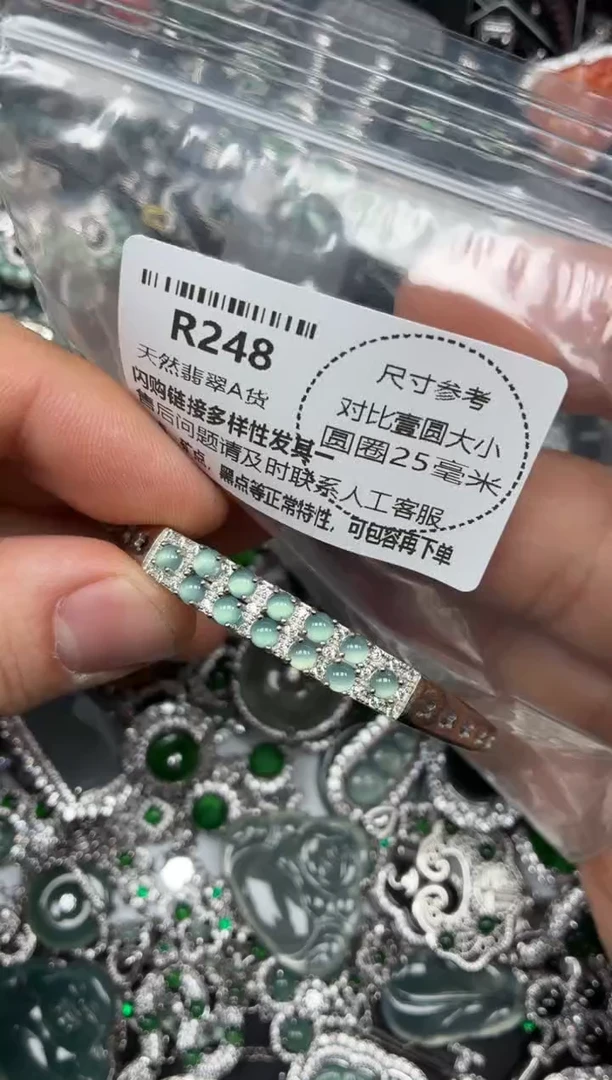 R248
天然翡翠A货
闪购链接多样性发其一
售后问题请及时联系人工客服
点，黑点等正常特性，可包容再下单
尺寸参考
对比壹圆大小
圆圈25毫米